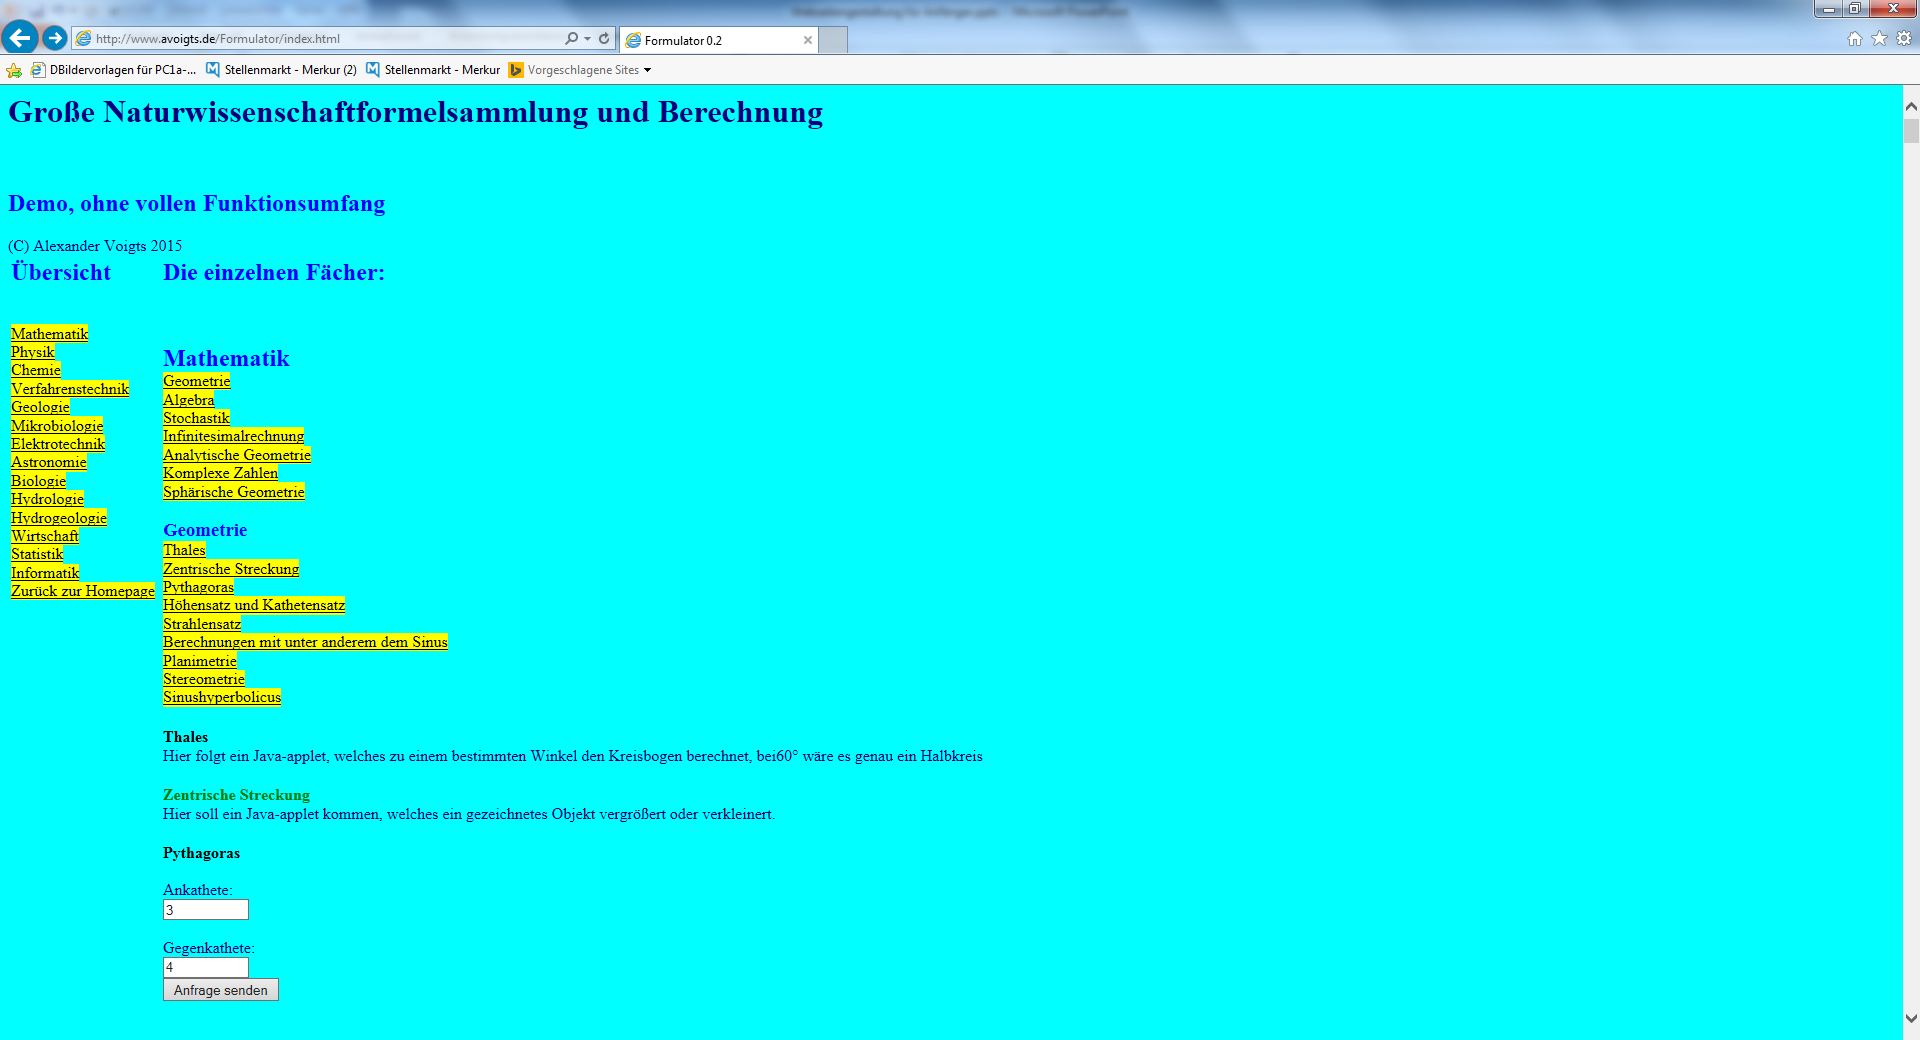 http://www.avoigts.de/Formulator/index.html
Formulator 0.2
DBildervorlagen für PC1a-...
Stellenmarkt - Merkur (2)
Stellenmarkt - Merkur
Vorgeschlagene Sites
Große Naturwissenschaftformelsammlung und Berechnung
Demo, ohne vollen Funktionsumfang
(C) Alexander Voigts 2015
Übersicht
Mathematik
Physik
Chemie
Verfahrenstechnik
Geologie
Mikrobiologie
Elektrotechnik
Astronomie
Biologie
Hydrologie
Hydrogeologie
Wirtschaft
Statistik
Informatik
Zurück zur Homepage
Die einzelnen Fächer:
Mathematik
Geometrie
Algebra
Stochastik
Infinitesimalrechnung
Analytische Geometrie
Komplexe Zahlen
Sphärische Geometrie
Geometrie
Thales
Zentrische Streckung
Pythagoras
Höhensatz und Kathetensatz
Strahlensatz
Berechnungen mit unter anderem dem Sinus
Planimetrie
Stereometrie
Sinushyperbolicus
Thales
Hier folgt ein Java-applet, welches zu einem bestimmten Winkel den Kreisbogen berechnet, bei60° wäre es genau ein Halbkreis
Zentrische Streckung
Hier soll ein Java-applet kommen, welches ein gezeichnetes Objekt vergrößert oder verkleinert.
Pythagoras
Ankathete:
3
Gegenkathete:
4
Anfrage senden